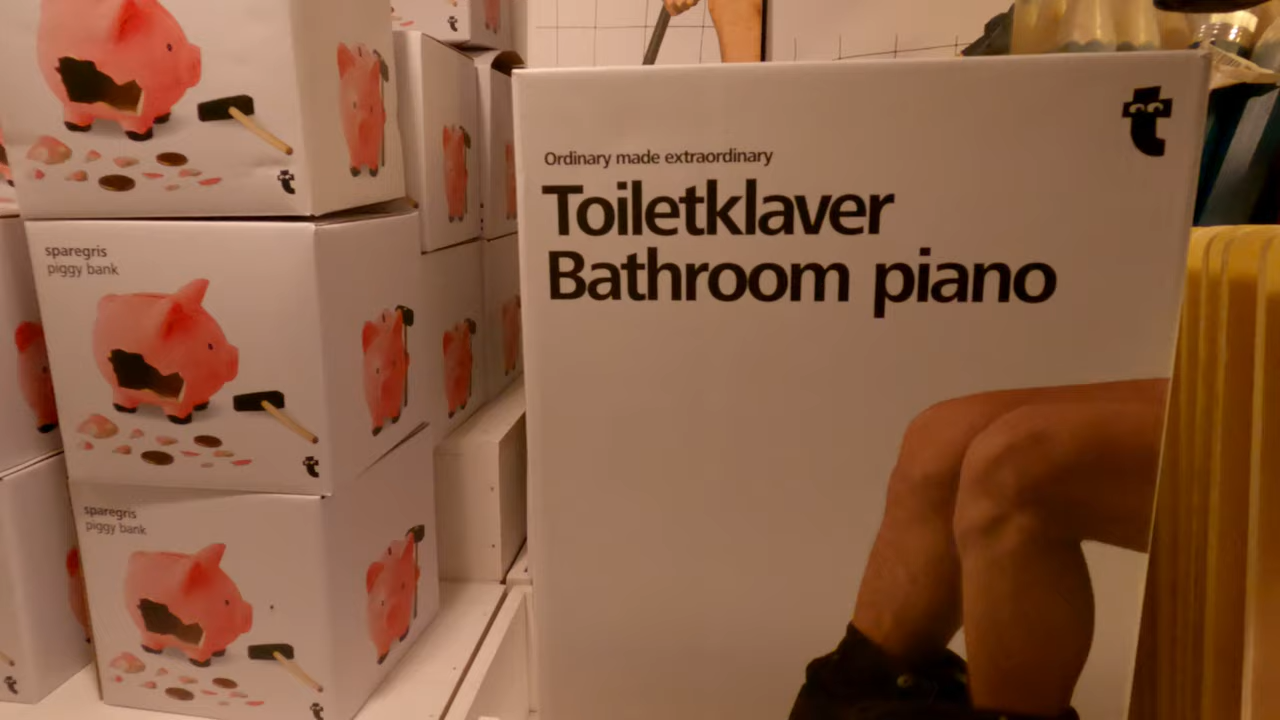 sparegris
piggy bank
sparegris
piggy bank
Ordinary made extraordinary
Toiletklaver
Bathroom piano